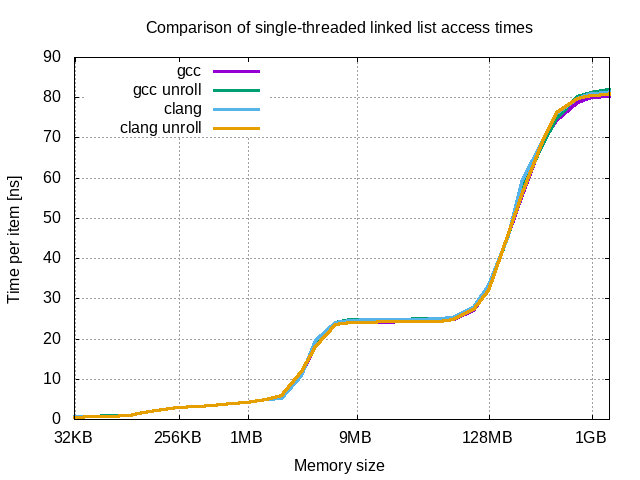 Comparison of single-threaded linked list access times
gcc
gcc unroll
clang
clang unroll
Time per item [ns]
90
80
70
60
50
40
30
20
10
0
32KB 256KB 1MB 9MB 128MB 1GB
Memory size